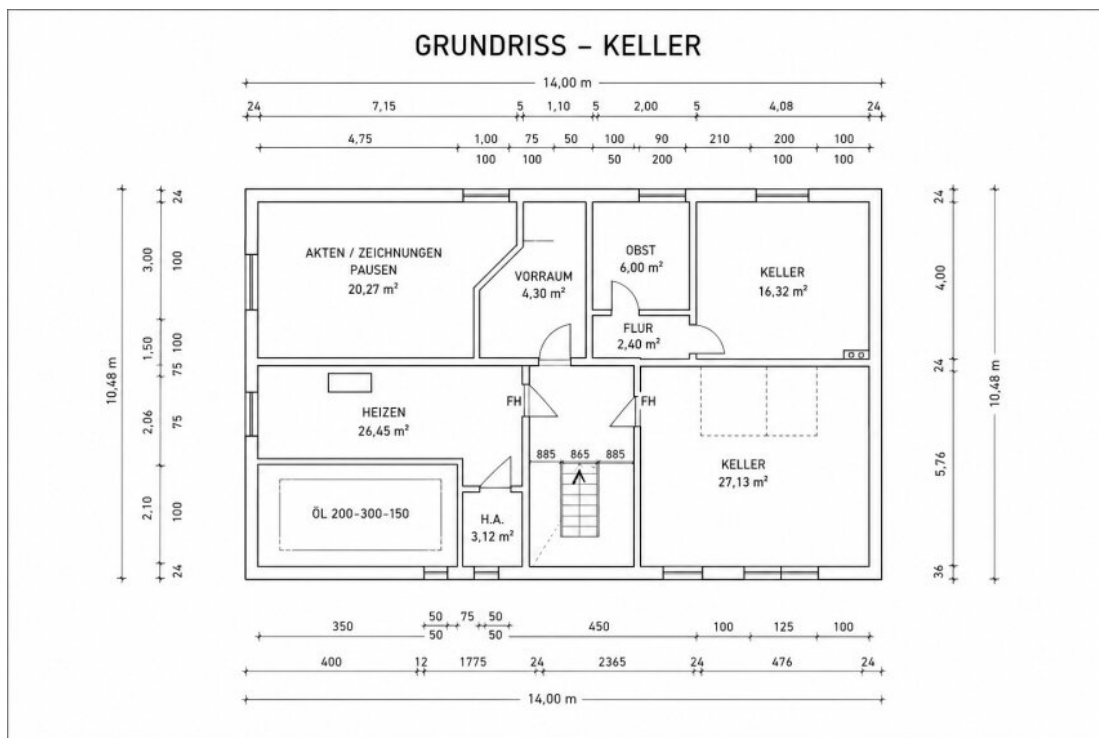 GRUNDRISS – KELLER
14,00 m
24 7,15 5 1,10 5 2,00 5 4,08 24
4,75 1,00 75 50 100 90 210 200 100
100 100 50 200 100 100
10,48 m
24
3,00
1,50
75
2,06
2,10
24
100
100
75
100
AKTEN / ZEICHNUNGEN
PAUSEN
20,27 m²
VORRAUM
4,30 m²
OBST
6,00 m²
FLUR
2,40 m²
KELLER
16,32 m²
HEIZEN
26,45 m²
FH
FH
885 865 885
KELLER
27,13 m²
ÖL 200-300-150
H.A.
3,12 m²
24
4,00
24
5,76
36
10,48 m
350 50 75 50 450 100 125 100
50 50
400 12 1775 24 2365 24 476 24
14,00 m